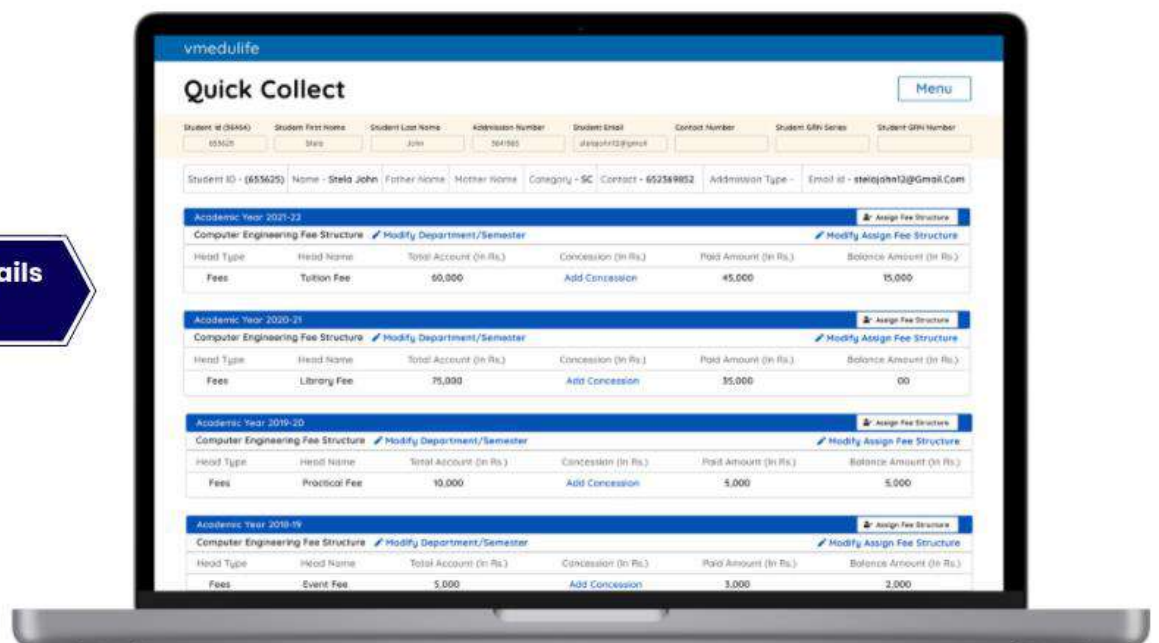 ails
vmedulife
Quick Collect
Menu
Student Id (56464) Student First Name Student Last Name Addmission Number Student Email Contact Number Student GRN Series Student GRN Number
653625 Stela John stelajohn12@gmail
Student ID - (653625) Name - Stela John Father Name Mother Name Category - SC Contact - 652369852 Addmission Type - Email id - stelajohn12@Gmail.Com
Academic Year 2021-22 Assign Fee Structure
Computer Engineering Fee Structure Modify Department/Semester Modify Assign Fee Structure
Head Type Head Name Total Account (In Rs.) Concession (In Rs.) Paid Amount (In Rs.) Balance Amount (In Rs.)
Fees Tuition Fee 60,000 Add Concession 45,000 15,000
Academic Year 2020-21 Assign Fee Structure
Computer Engineering Fee Structure Modify Department/Semester Modify Assign Fee Structure
Head Type Head Name Total Account (In Rs.) Concession (In Rs.) Paid Amount (In Rs.) Balance Amount (In Rs.)
Fees Library Fee 75,000 Add Concession 35,000 00
Academic Year 2019-20 Assign Fee Structure
Computer Engineering Fee Structure Modify Department/Semester Modify Assign Fee Structure
Head Type Head Name Total Account (In Rs.) Concession (In Rs.) Paid Amount (In Rs.) Balance Amount (In Rs.)
Fees Practical Fee 10,000 Add Concession 5,000 5,000
Academic Year 2018-19 Assign Fee Structure
Computer Engineering Fee Structure Modify Department/Semester Modify Assign Fee Structure
Head Type Head Name Total Account (In Rs.) Concession (In Rs.) Paid Amount (In Rs.) Balance Amount (In Rs.)
Fees Event Fee 5,000 Add Concession 3,000 2,000